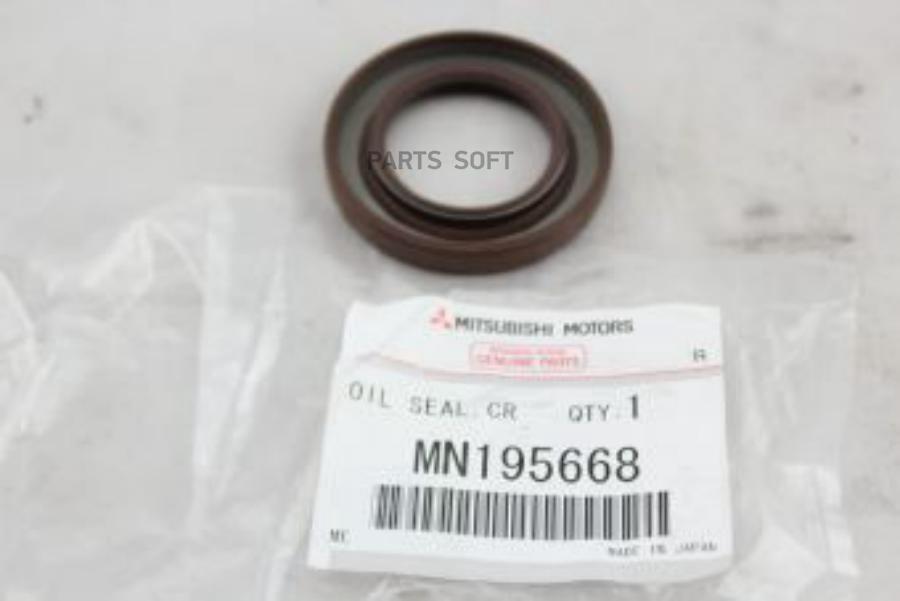 PARTS SOFT
MITSUBISHI MOTORS
GENUINE PARTS
R
OIL SEAL.CR QTY.1
MN195668
MC
MADE IN JAPAN